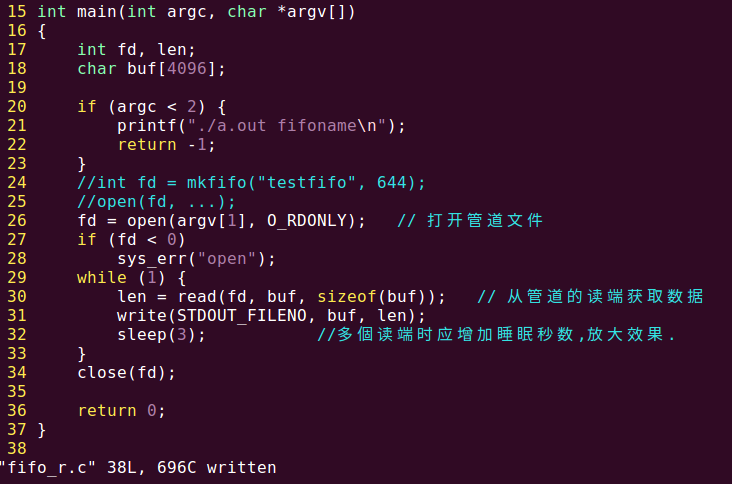 15 int main(int argc, char *argv[])
16 {
17     int fd, len;
18     char buf[4096];
19
20     if (argc < 2) {
21         printf("./a.out fifoname\n");
22         return -1;
23     }
24     //int fd = mkfifo("testfifo", 644);
25     //open(fd, ...);
26     fd = open(argv[1], O_RDONLY);   // 打开管道文件
27     if (fd < 0)
28         sys_err("open");
29     while (1) {
30         len = read(fd, buf, sizeof(buf));   // 从管道的读端获取数据
31         write(STDOUT_FILENO, buf, len);
32         sleep(3);           //多個读端时应增加睡眠秒数,放大效果.
33     }
34     close(fd);
35
36     return 0;
37 }
38
"fifo_r.c" 38L, 696C written